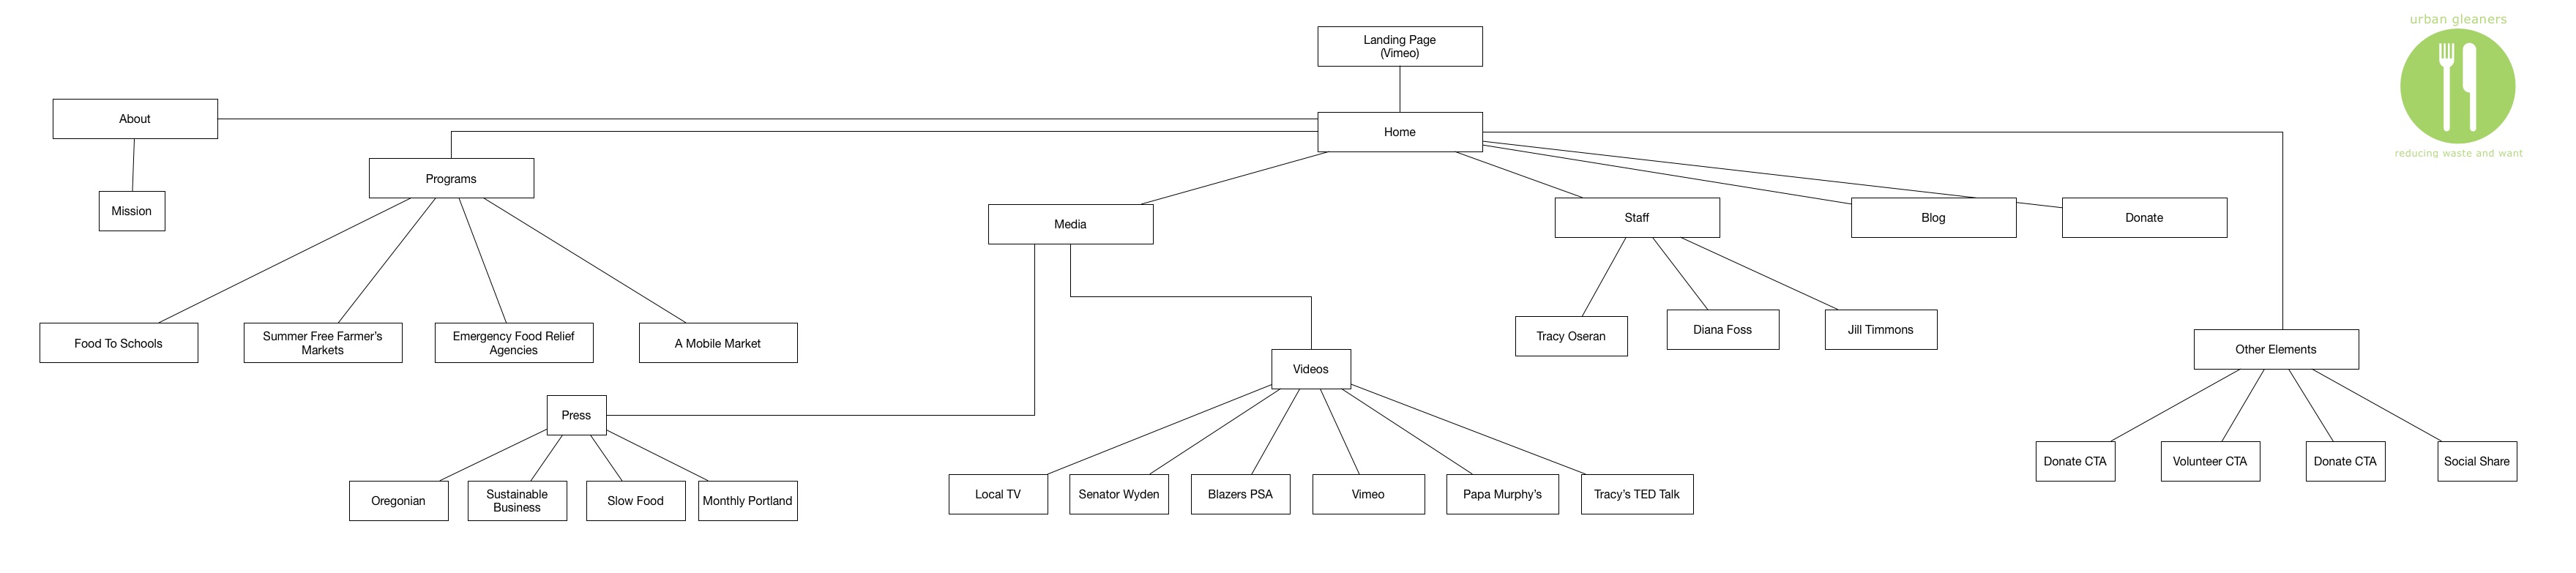 urban gleaners
reducing waste and want
Landing Page
(Vimeo)
Home
About
Mission
Programs
Food To Schools
Summer Free Farmer's
Markets
Emergency Food Relief
Agencies
A Mobile Market
Media
Press
Oregonian
Sustainable
Business
Slow Food
Monthly Portland
Videos
Local TV
Senator Wyden
Blazers PSA
Vimeo
Papa Murphy's
Tracy's TED Talk
Staff
Tracy Oseran
Diana Foss
Jill Timmons
Blog
Donate
Other Elements
Donate CTA
Volunteer CTA
Donate CTA
Social Share